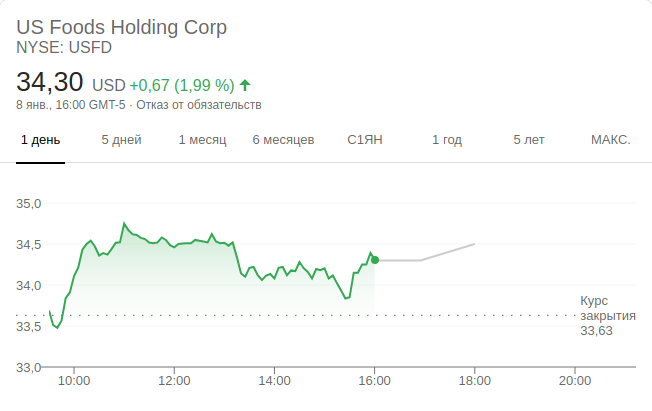 US Foods Holding Corp
NYSE: USFD
34,30 USD +0,67 (1,99 %)
8 янв., 16:00 GMT-5 · Отказ от обязательств
1 день 5 дней 1 месяц 6 месяцев С1ЯН 1 год 5 лет МАКС.
35,0
34,5
34,0
33,5
33,0
Курс
закрытия
33,63
10:00 12:00 14:00 16:00 18:00 20:00